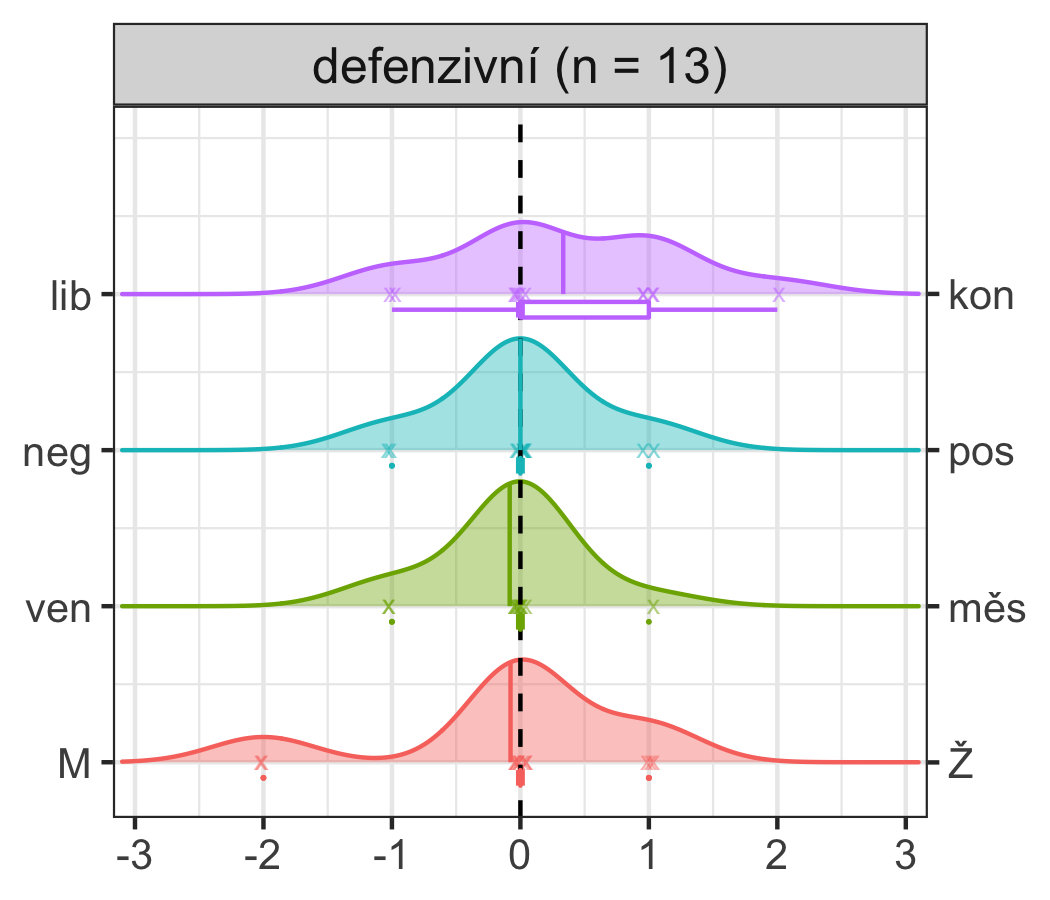 defenzivní (n = 13)
lib kon
neg pos
ven měs
M Ž
-3 -2 -1 0 1 2 3